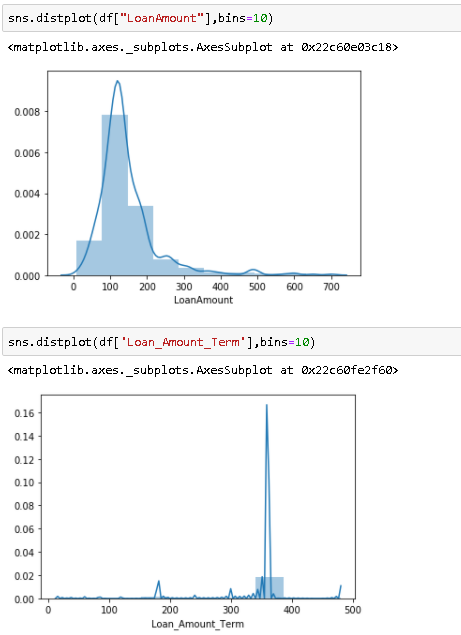 sns.distplot(df["LoanAmount"],bins=10)
<matplotlib.axes._subplots.AxesSubplot at 0x22c60e03c18>
0.008
0.006
0.004
0.002
0.000
0 100 200 300 400 500 600 700
LoanAmount
sns.distplot(df['Loan_Amount_Term'],bins=10)
<matplotlib.axes._subplots.AxesSubplot at 0x22c60fe2f60>
0.16
0.14
0.12
0.10
0.08
0.06
0.04
0.02
0.00
0 100 200 300 400 500
Loan_Amount_Term